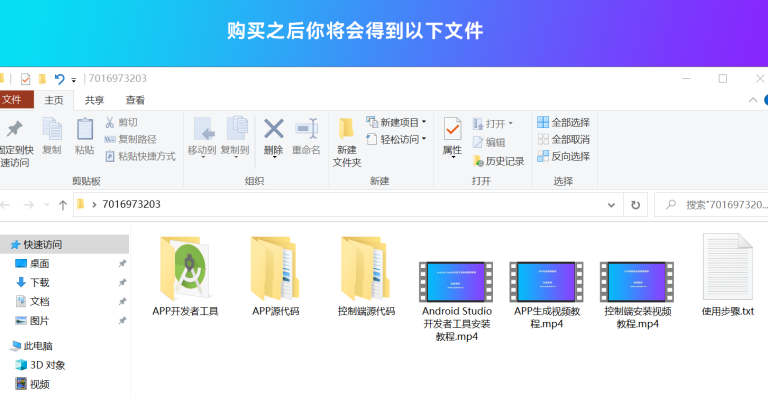 购买之后你将会得到以下文件
7016973203
文件
主页
共享
查看
固定到快
速访问
复制
粘贴
剪切
复制路径
粘贴快捷方式
剪贴板
移动到
复制到
删除
重命名
组织
新建
文件夹
新建项目
轻松访问
新建
属性
打开
编辑
历史记录
打开
全部选择
全部取消
反向选择
选择
7016973203
搜索"701697320...
快速访问
桌面
下载
文档
图片
此电脑
3D 对象
视频
APP开发者工具
APP源代码
控制端源代码
Android Studio
开发者工具安装
教程.mp4
APP生成视频教
程.mp4
控制端安装视频
教程.mp4
使用步骤.txt